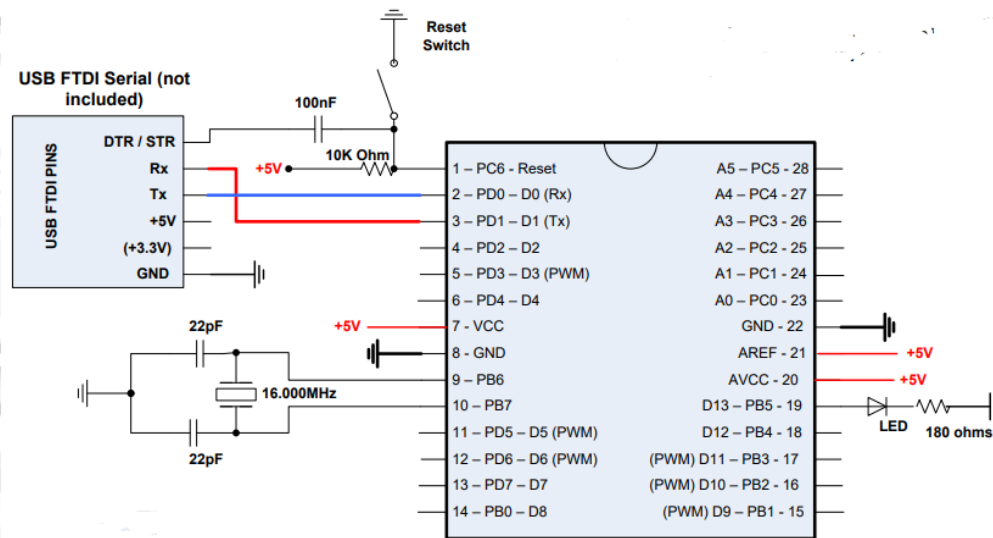 Reset
Switch
USB FTDI Serial (not
included)
USB FTDI PINS
DTR / STR
Rx
Tx
+5V
(+3.3V)
GND
100nF
10K Ohm
+5V
1 – PC6 - Reset
2 – PD0 – D0 (Rx)
3 – PD1 – D1 (Tx)
4 – PD2 – D2
5 – PD3 – D3 (PWM)
6 – PD4 – D4
+5V
7 - VCC
8 - GND
9 – PB6
10 - PB7
11 – PD5 – D5 (PWM)
12 – PD6 – D6 (PWM)
13 – PD7 – D7
14 – PB0 – D8
22pF
16.000MHz
22pF
A5 – PC5 - 28
A4 – PC4 - 27
A3 – PC3 - 26
A2 – PC2 - 25
A1 – PC1 - 24
A0 – PC0 - 23
GND - 22
AREF - 21
+5V
AVCC - 20
+5V
D13 – PB5 - 19
D12 – PB4 - 18
(PWM) D11 – PB3 - 17
(PWM) D10 – PB2 - 16
(PWM) D9 – PB1 - 15
LED
180 ohms